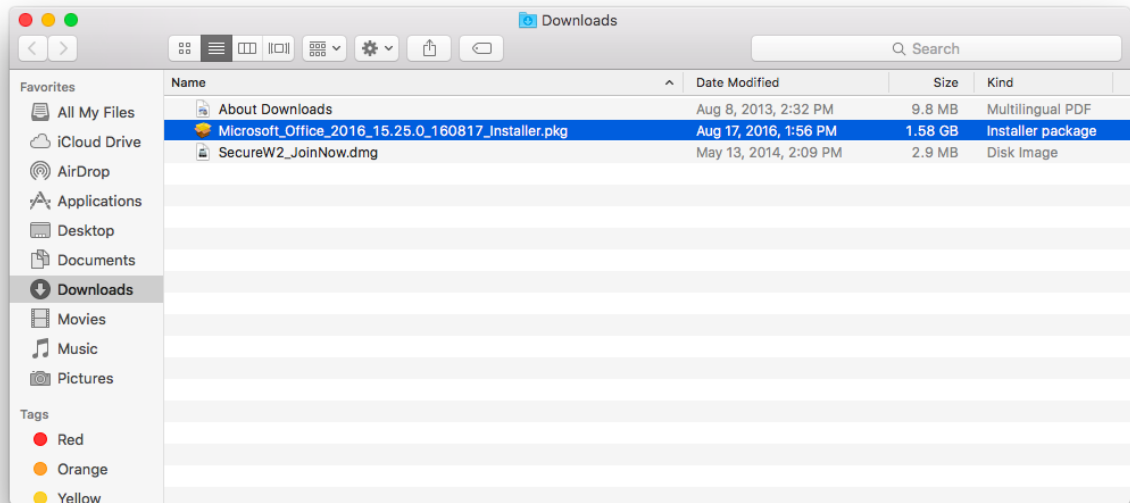 Downloads
Search
Favorites
All My Files
iCloud Drive
AirDrop
Applications
Desktop
Documents
Downloads
Movies
Music
Pictures
Tags
Red
Orange
Yellow
Name Date Modified Size Kind
About Downloads Aug 8, 2013, 2:32 PM 9.8 MB Multilingual PDF
Microsoft_Office_2016_15.25.0_160817_Installer.pkg Aug 17, 2016, 1:56 PM 1.58 GB Installer package
SecureW2_JoinNow.dmg May 13, 2014, 2:09 PM 2.9 MB Disk Image